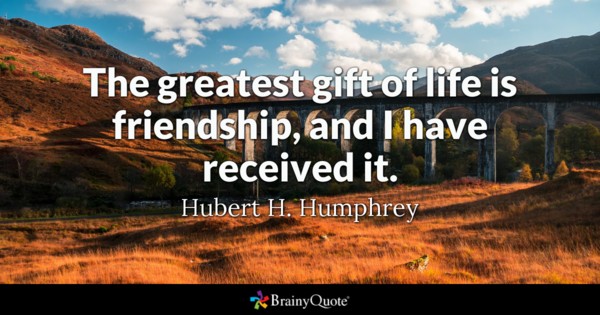 The greatest gift of life is
friendship, and I have
received it.
Hubert H. Humphrey
BrainyQuote